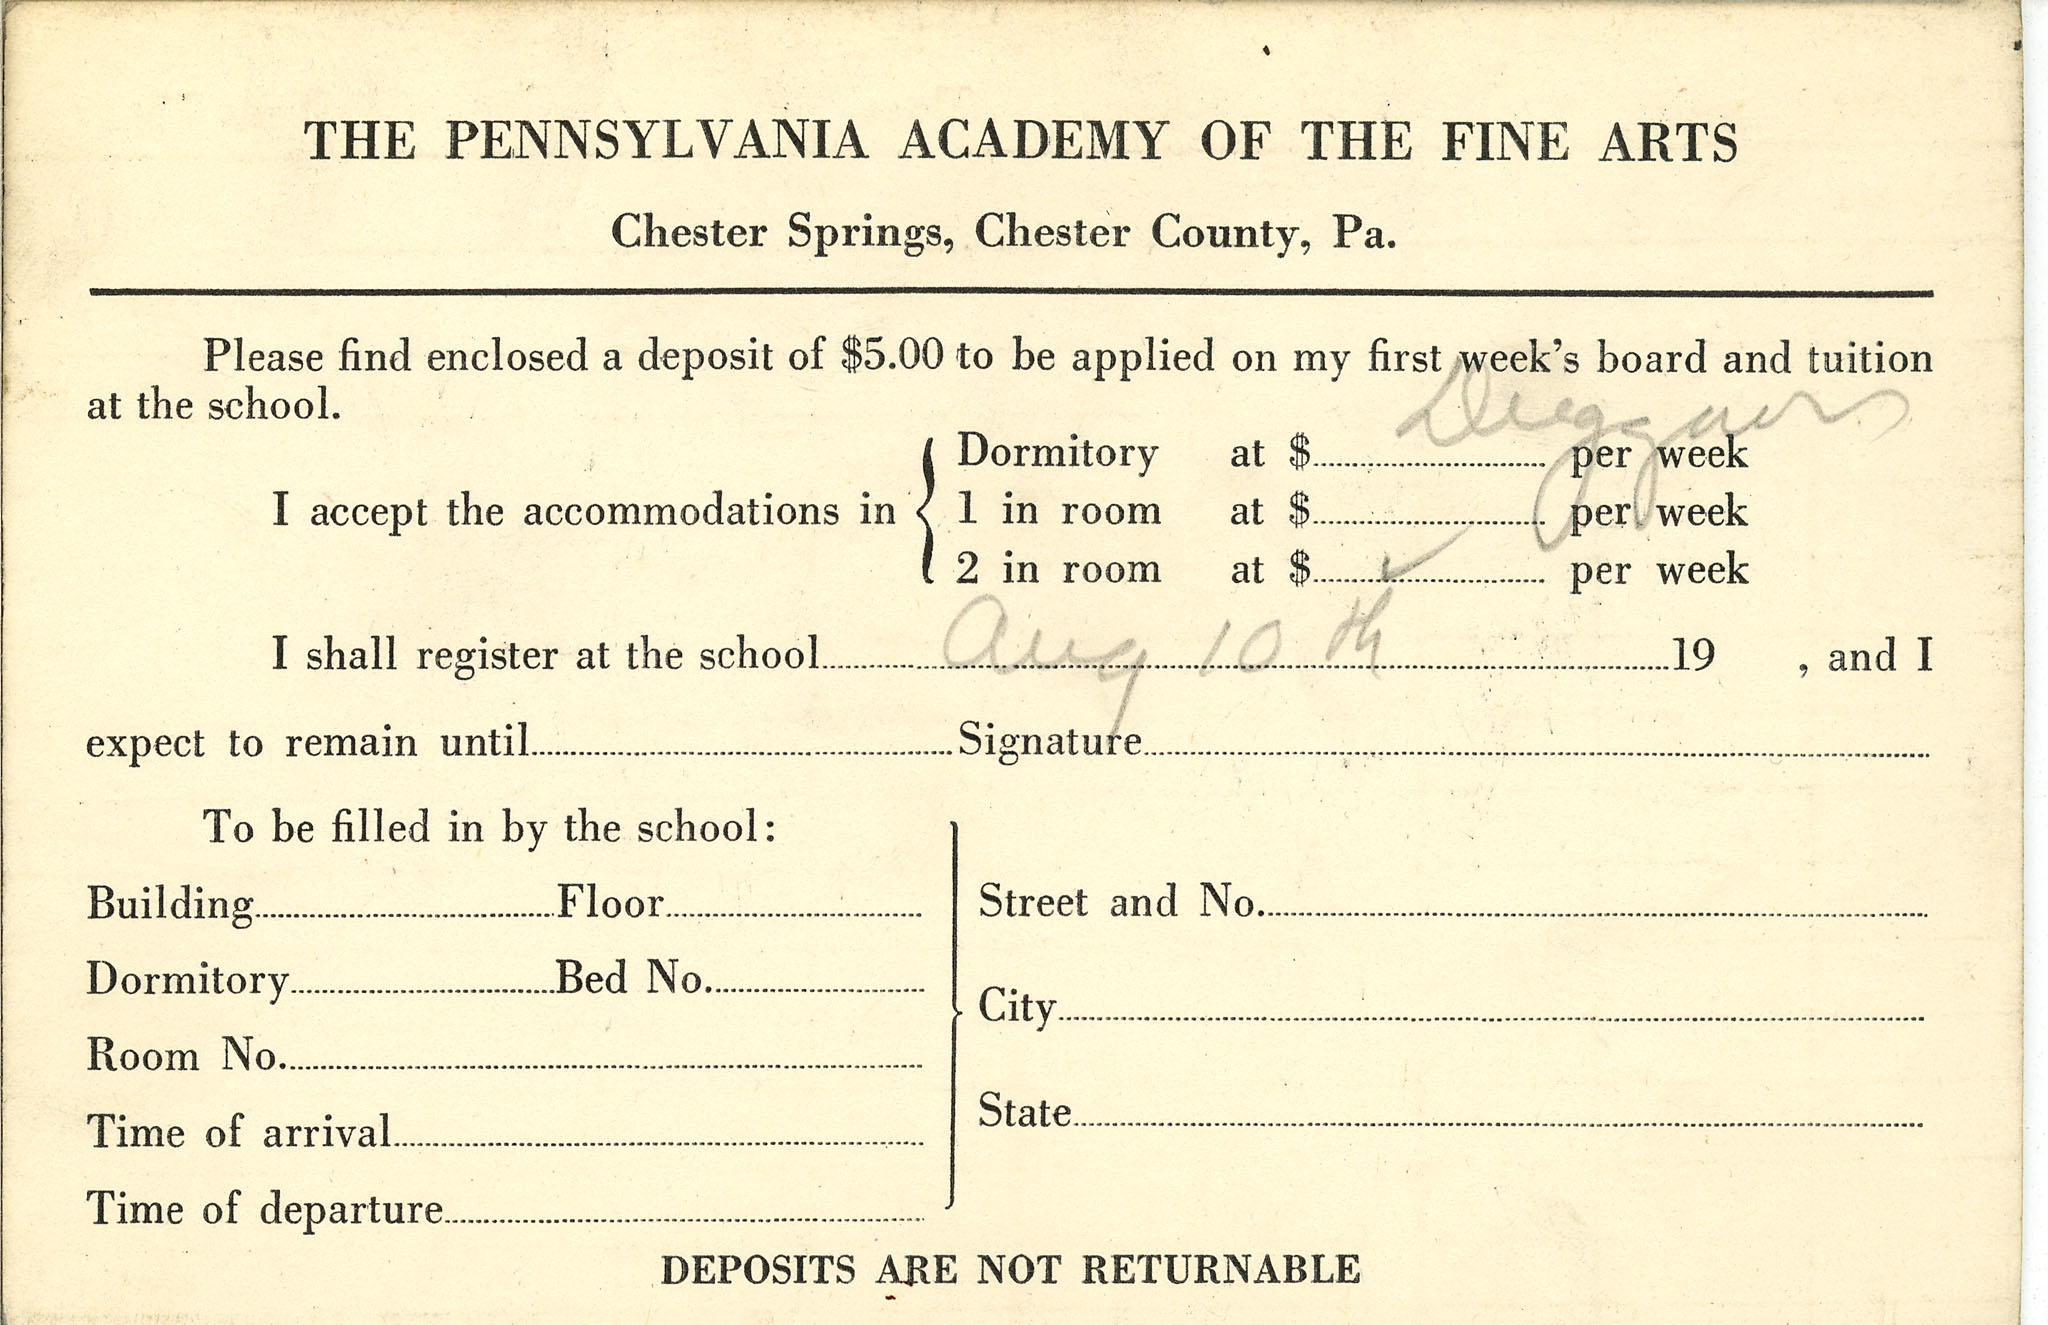 THE PENNSYLVANIA ACADEMY OF THE FINE ARTS
Chester Springs, Chester County, Pa.
Please find enclosed a deposit of $5.00 to be applied on my first week's board and tuition
at the school.
Dormitory at $ per week
I accept the accommodations in { 1 in room at $ per week
2 in room at $ ✓ per week
I shall register at the school Aug 10th 19 , and I
expect to remain until Signature
To be filled in by the school:
Building Floor
Dormitory Bed No.
Room No.
Time of arrival
Time of departure
Street and No.
City
State
DEPOSITS ARE NOT RETURNABLE